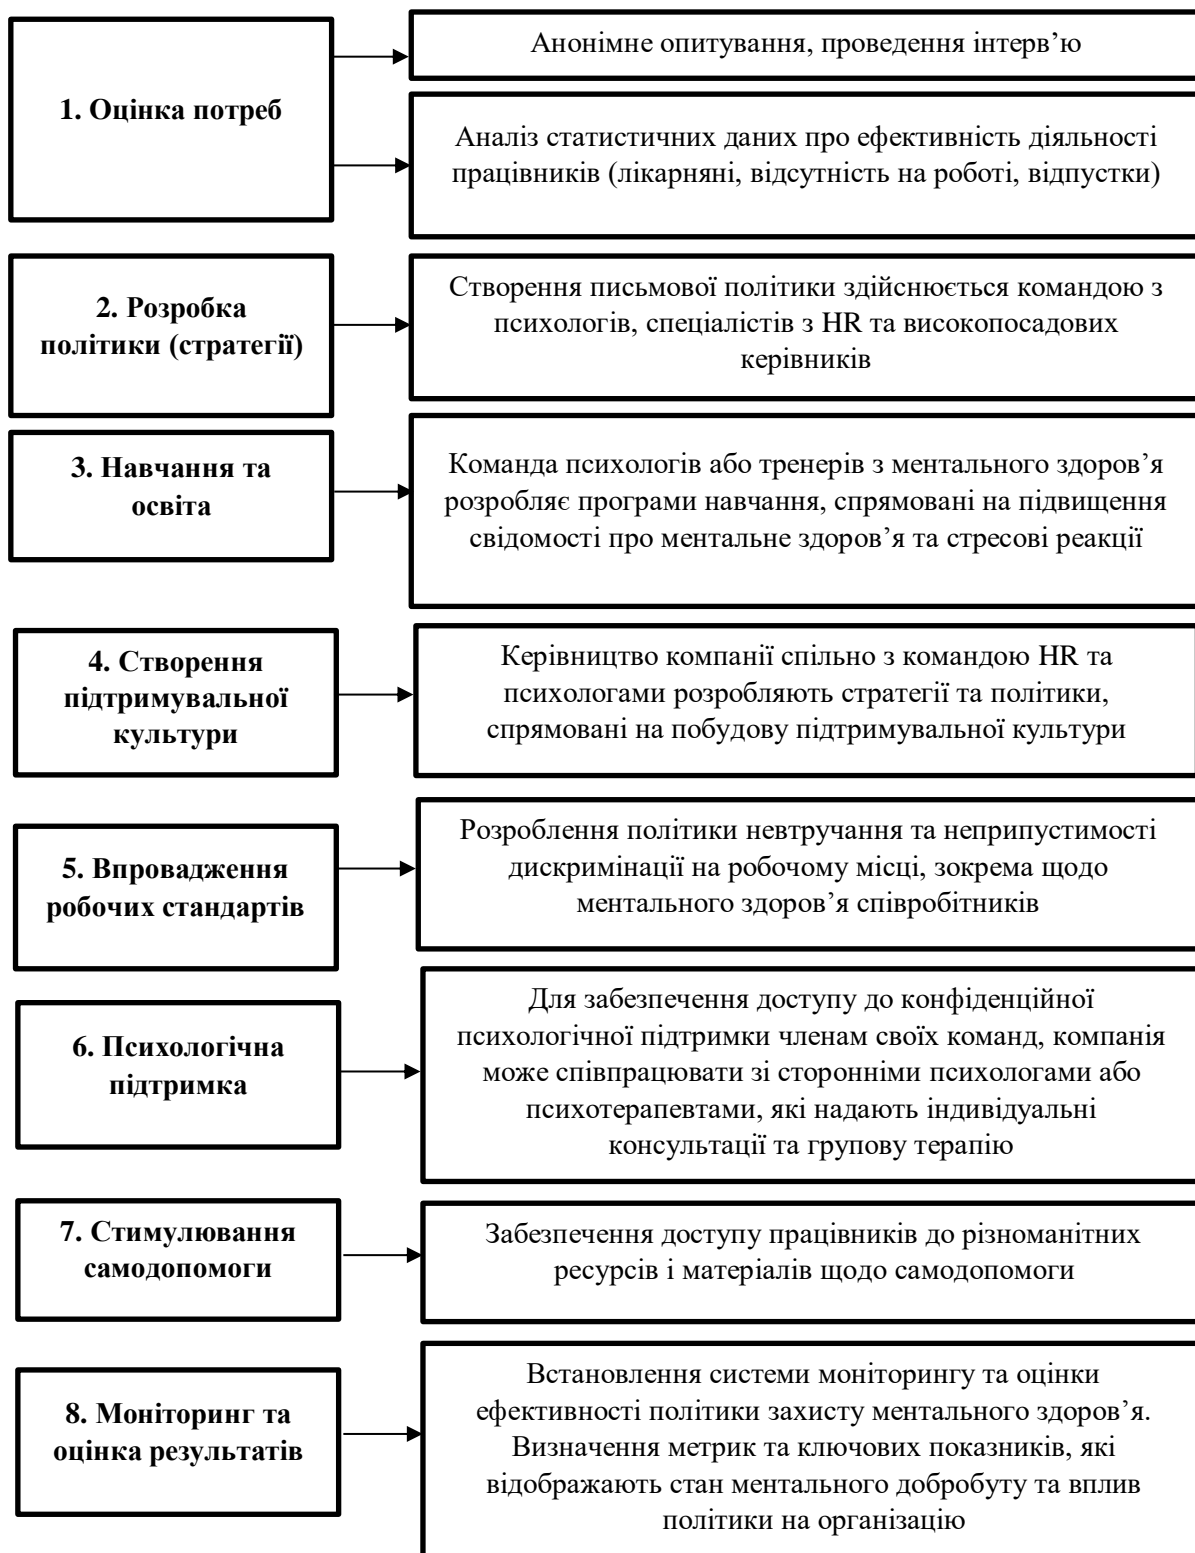 1. Оцінка потреб
Анонімне опитування, проведення інтерв’ю
Аналіз статистичних даних про ефективність діяльності
працівників (лікарняні, відсутність на роботі, відпустки)
2. Розробка
політики (стратегії)
Створення письмової політики здійснюється командою з
психологів, спеціалістів з HR та високопосадових
керівників
3. Навчання та
освіта
Команда психологів або тренерів з ментального здоров’я
розробляє програми навчання, спрямовані на підвищення
свідомості про ментальне здоров’я та стресові реакції
4. Створення
підтримувальної
культури
Керівництво компанії спільно з командою HR та
психологами розробляють стратегії та політики,
спрямовані на побудову підтримувальної культури
5. Впровадження
робочих стандартів
Розроблення політики невтручання та неприпустимості
дискримінації на робочому місці, зокрема щодо
ментального здоров’я співробітників
6. Психологічна
підтримка
Для забезпечення доступу до конфіденційної
психологічної підтримки членам своїх команд, компанія
може співпрацювати зі сторонніми психологами або
психотерапевтами, які надають індивідуальні
консультації та групову терапію
7. Стимулювання
самодопомоги
Забезпечення доступу працівників до різноманітних
ресурсів і матеріалів щодо самодопомоги
8. Моніторинг та
оцінка результатів
Встановлення системи моніторингу та оцінки
ефективності політики захисту ментального здоров’я.
Визначення метрик та ключових показників, які
відображають стан ментального добробуту та вплив
політики на організацію